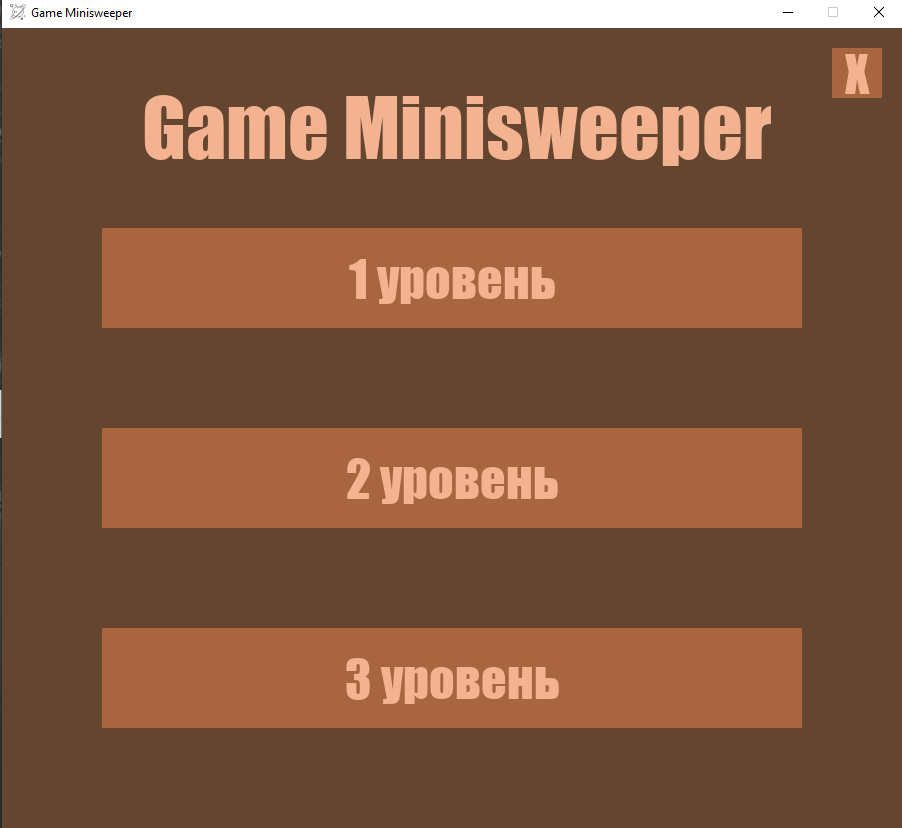 Game Minisweeper
X
Game Minisweeper
1 уровень
2 уровень
3 уровень